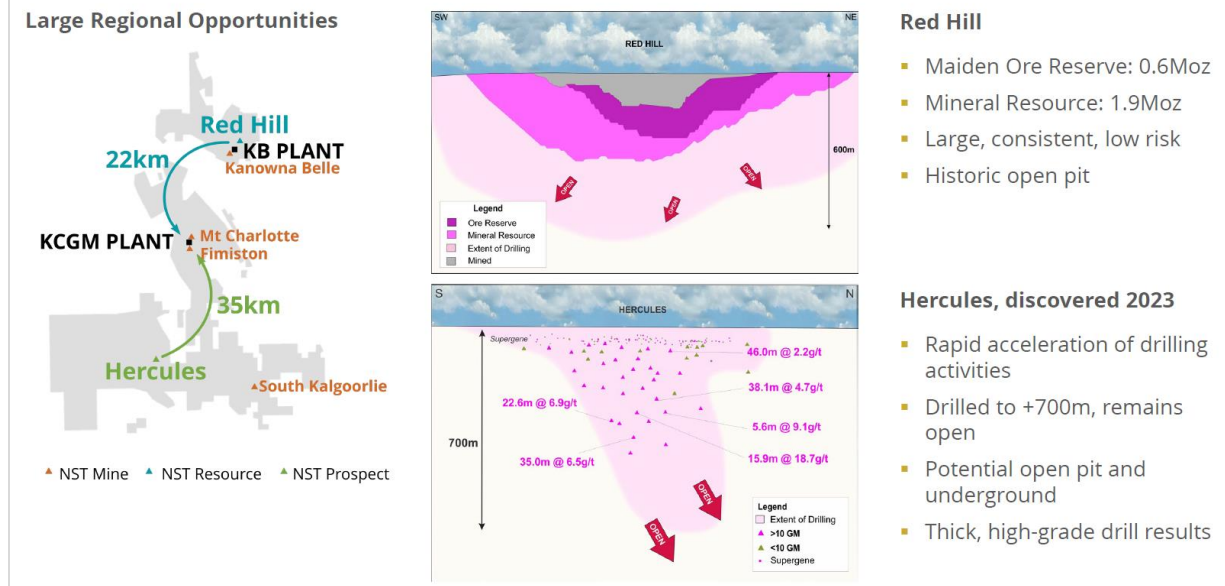 Large Regional Opportunities
Red Hill
22km
KB PLANT
Kanowna Belle
KCGM PLANT
Mt Charlotte
Fimiston
35km
Hercules
South Kalgoorlie
NST Mine
NST Resource
NST Prospect
SW
NE
RED HILL
600m
OPEN
OPEN
OPEN
Legend
Ore Reserve
Mineral Resource
Extent of Drilling
Mined
S
N
HERCULES
Supergene
46.0m @ 2.2g/t
38.1m @ 4.7g/t
22.6m @ 6.9g/t
5.6m @ 9.1g/t
700m
15.9m @ 18.7g/t
35.0m @ 6.5g/t
OPEN
OPEN
Legend
Extent of Drilling
>10 GM
<10 GM
Supergene
Red Hill
▪ Maiden Ore Reserve: 0.6Moz
▪ Mineral Resource: 1.9Moz
▪ Large, consistent, low risk
▪ Historic open pit
Hercules, discovered 2023
▪ Rapid acceleration of drilling
activities
▪ Drilled to +700m, remains
open
▪ Potential open pit and
underground
▪ Thick, high-grade drill results